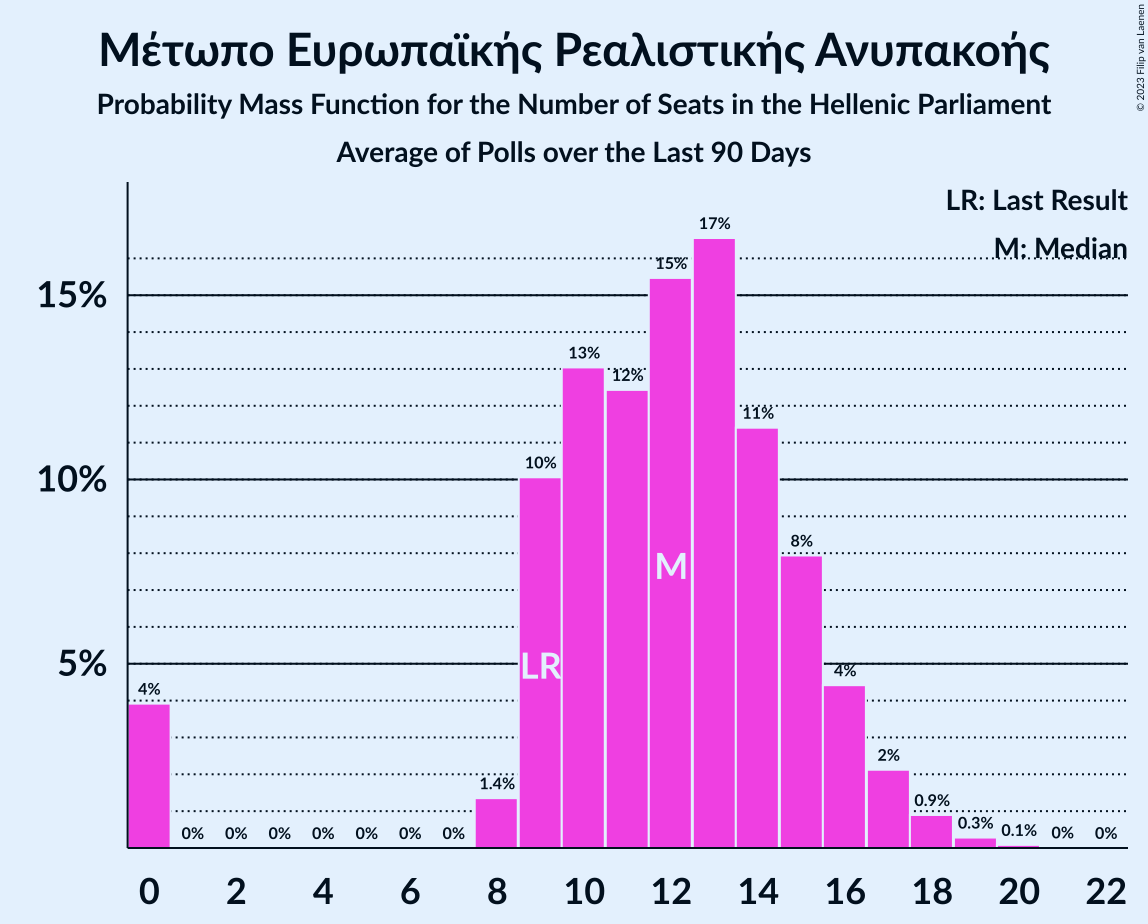 Μέτωπο Ευρωπαϊκής Ρεαλιστικής Ανυπακοής
Probability Mass Function for the Number of Seats in the Hellenic Parliament
Average of Polls over the Last 90 Days
© 2023 Filip van Laenen
LR: Last Result
M: Median
15%
10%
5%
4%
0%
0%
0%
0%
0%
0%
0%
1.4%
10%
13%
12%
15%
17%
11%
8%
4%
2%
0.9%
0.3%
0.1%
0%
0%
LR
M
0 2 4 6 8 10 12 14 16 18 20 22